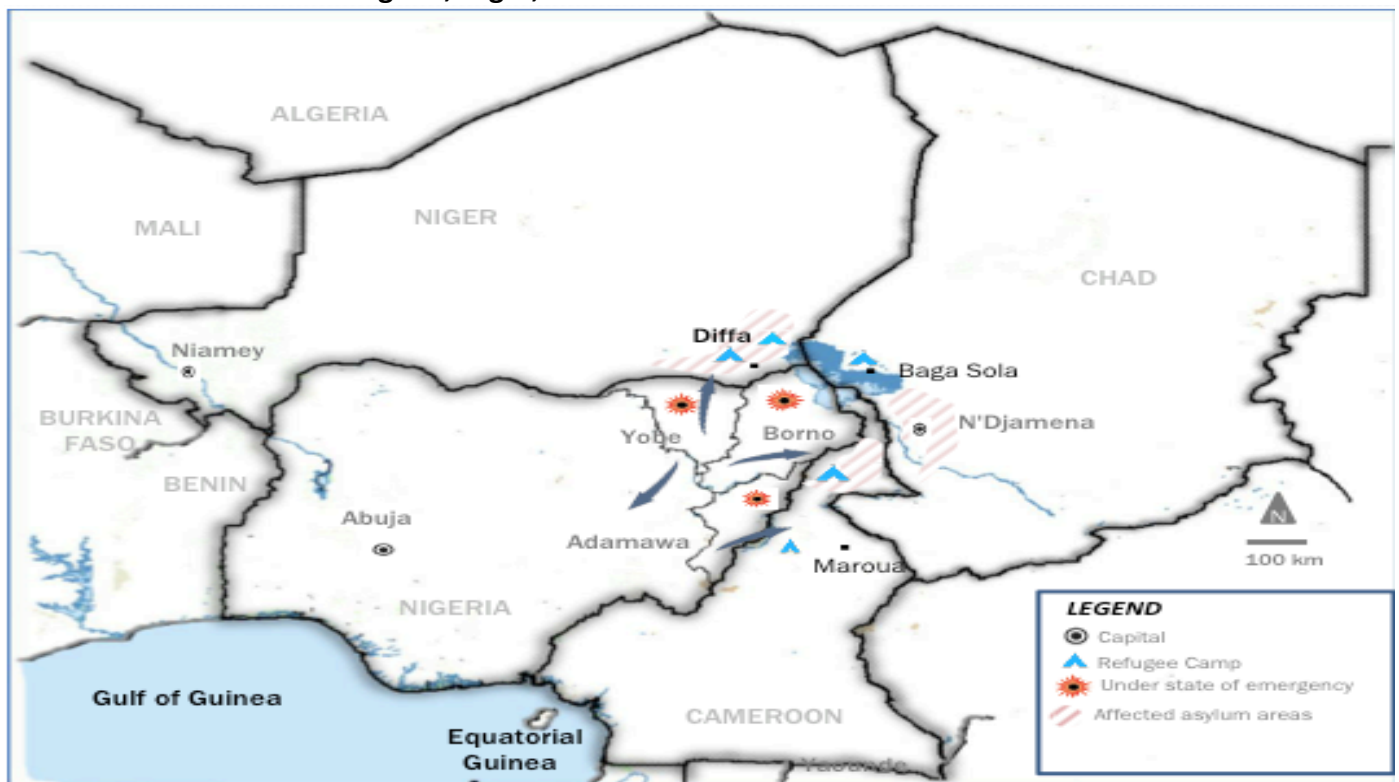 ALGERIA
MALI
NIGER
CHAD
Diffa
Niamey
Baga Sola
BURKINA
FASO
Yobe
Borno
N'Djamena
BENIN
Abuja
Adamawa
Maroua
N
100 km
NIGERIA
LEGEND
Capital
Refugee Camp
Under state of emergency
Affected asylum areas
Gulf of Guinea
CAMEROON
Equatorial
Guinea
Yaounde